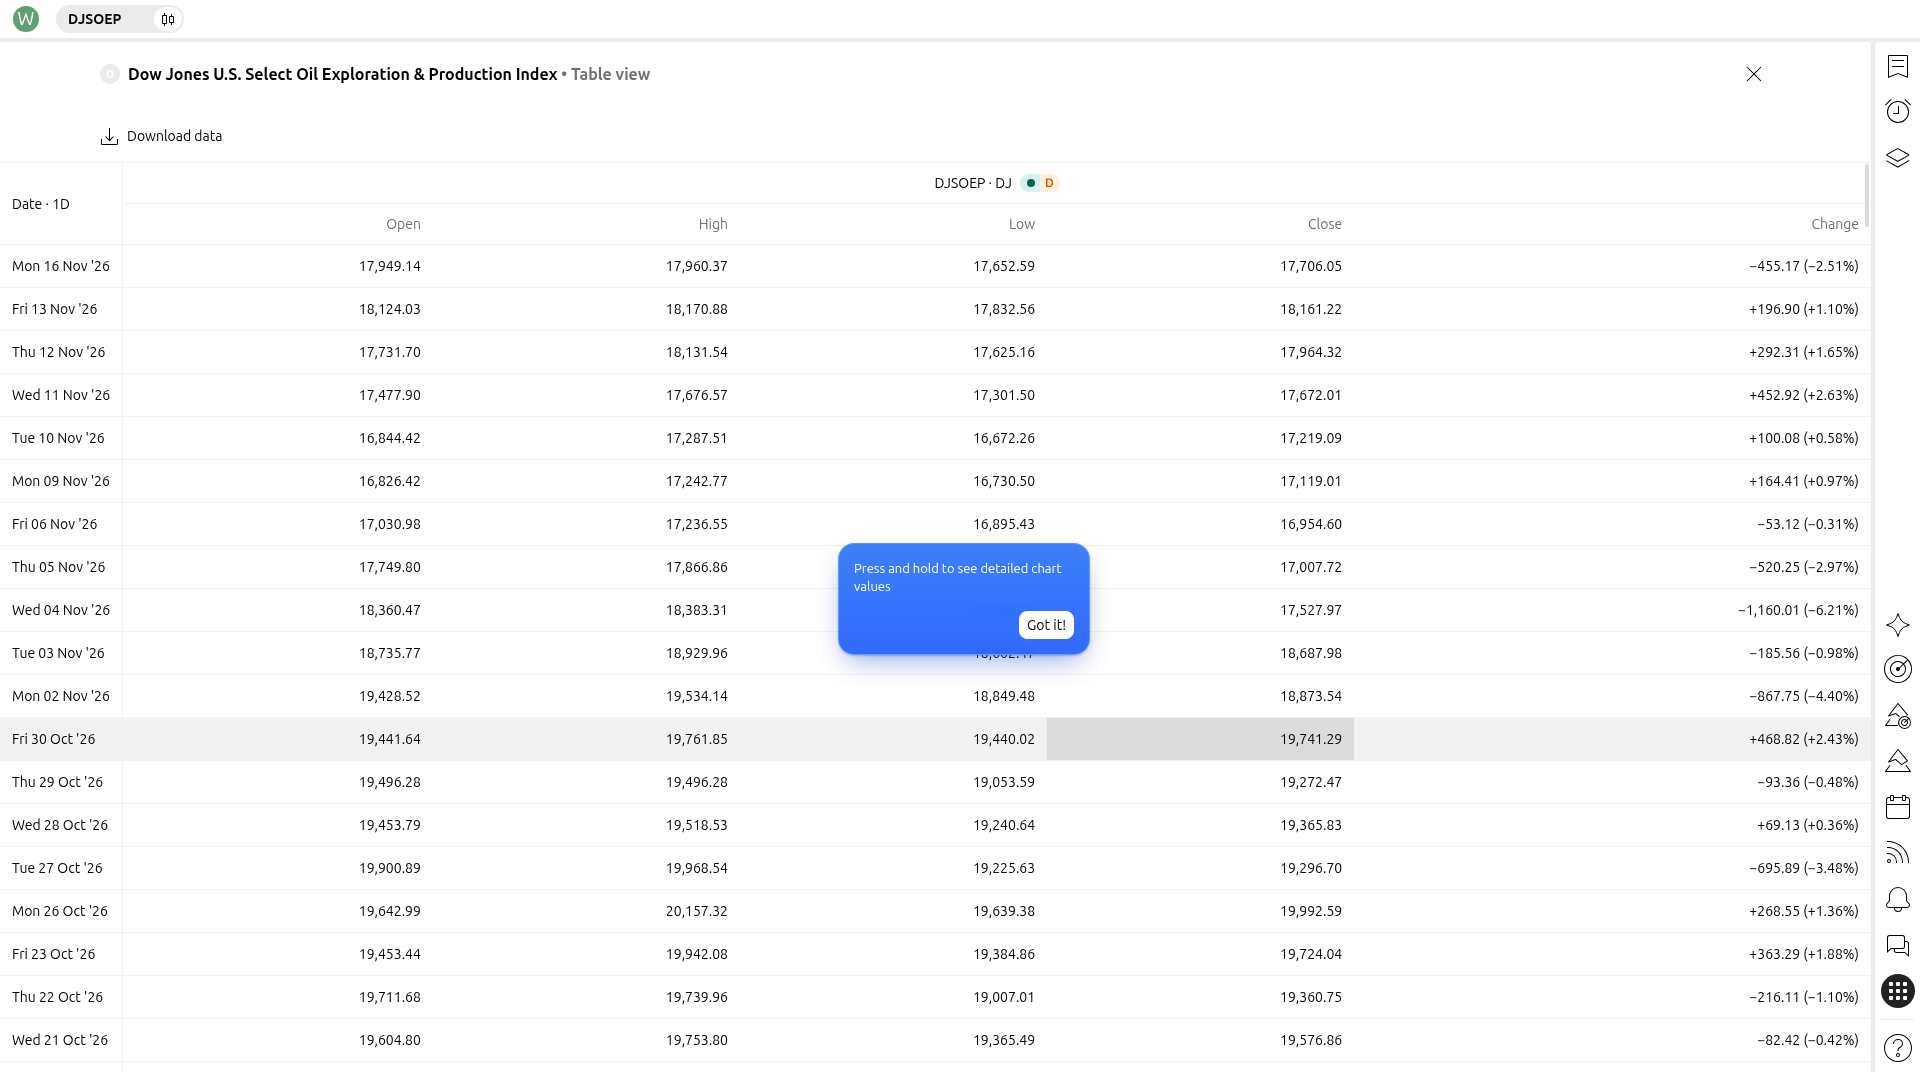 W
DJSOEP
D
Dow Jones U.S. Select Oil Exploration & Production Index • Table view
Download data
Date · 1D
DJSOEP · DJ D
Open High Low Close Change
Mon 16 Nov '26 17,949.14 17,960.37 17,652.59 17,706.05 −455.17 (−2.51%)
Fri 13 Nov '26 18,124.03 18,170.88 17,832.56 18,161.22 +196.90 (+1.10%)
Thu 12 Nov '26 17,731.70 18,131.54 17,625.16 17,964.32 +292.31 (+1.65%)
Wed 11 Nov '26 17,477.90 17,676.57 17,301.50 17,672.01 +452.92 (+2.63%)
Tue 10 Nov '26 16,844.42 17,287.51 16,672.26 17,219.09 +100.08 (+0.58%)
Mon 09 Nov '26 16,826.42 17,242.77 16,730.50 17,119.01 +164.41 (+0.97%)
Fri 06 Nov '26 17,030.98 17,236.55 16,895.43 16,954.60 −53.12 (−0.31%)
Thu 05 Nov '26 17,749.80 17,866.86 17,007.72 −520.25 (−2.97%)
Press and hold to see detailed chart
values
Wed 04 Nov '26 18,360.47 18,383.31 17,527.97 −1,160.01 (−6.21%)
Got it!
Tue 03 Nov '26 18,735.77 18,929.96 18,687.98 −185.56 (−0.98%)
Mon 02 Nov '26 19,428.52 19,534.14 18,849.48 18,873.54 −867.75 (−4.40%)
Fri 30 Oct '26 19,441.64 19,761.85 19,440.02 19,741.29 +468.82 (+2.43%)
Thu 29 Oct '26 19,496.28 19,496.28 19,053.59 19,272.47 −93.36 (−0.48%)
Wed 28 Oct '26 19,453.79 19,518.53 19,240.64 19,365.83 +69.13 (+0.36%)
Tue 27 Oct '26 19,900.89 19,968.54 19,225.63 19,296.70 −695.89 (−3.48%)
Mon 26 Oct '26 19,642.99 20,157.32 19,639.38 19,992.59 +268.55 (+1.36%)
Fri 23 Oct '26 19,453.44 19,942.08 19,384.86 19,724.04 +363.29 (+1.88%)
Thu 22 Oct '26 19,711.68 19,739.96 19,007.01 19,360.75 −216.11 (−1.10%)
Wed 21 Oct '26 19,604.80 19,753.80 19,365.49 19,576.86 −82.42 (−0.42%)